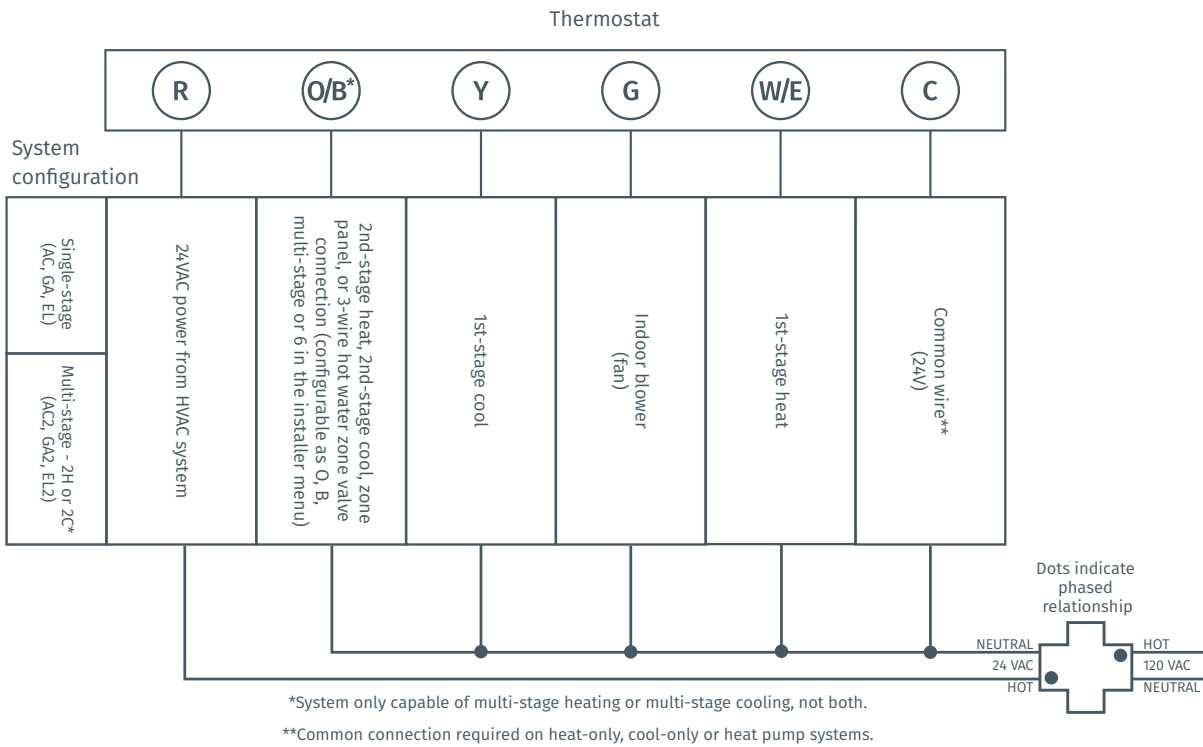 Thermostat
R
O/B*
Y
G
W/E
C
System
configuration
Single-stage
(AC, GA, EL)
Multi-stage - 2H or 2C*
(AC2, GA2, EL2)
24VAC power from HVAC system
2nd-stage heat, 2nd-stage cool, zone
panel, or 3-wire hot water zone valve
connection (configurable as O, B,
multi-stage or 6 in the installer menu)
1st-stage cool
Indoor blower
(fan)
1st-stage heat
Common wire**
(24V)
Dots indicate
phased
relationship
NEUTRAL
24 VAC
HOT
HOT
120 VAC
NEUTRAL
*System only capable of multi-stage heating or multi-stage cooling, not both.
**Common connection required on heat-only, cool-only or heat pump systems.